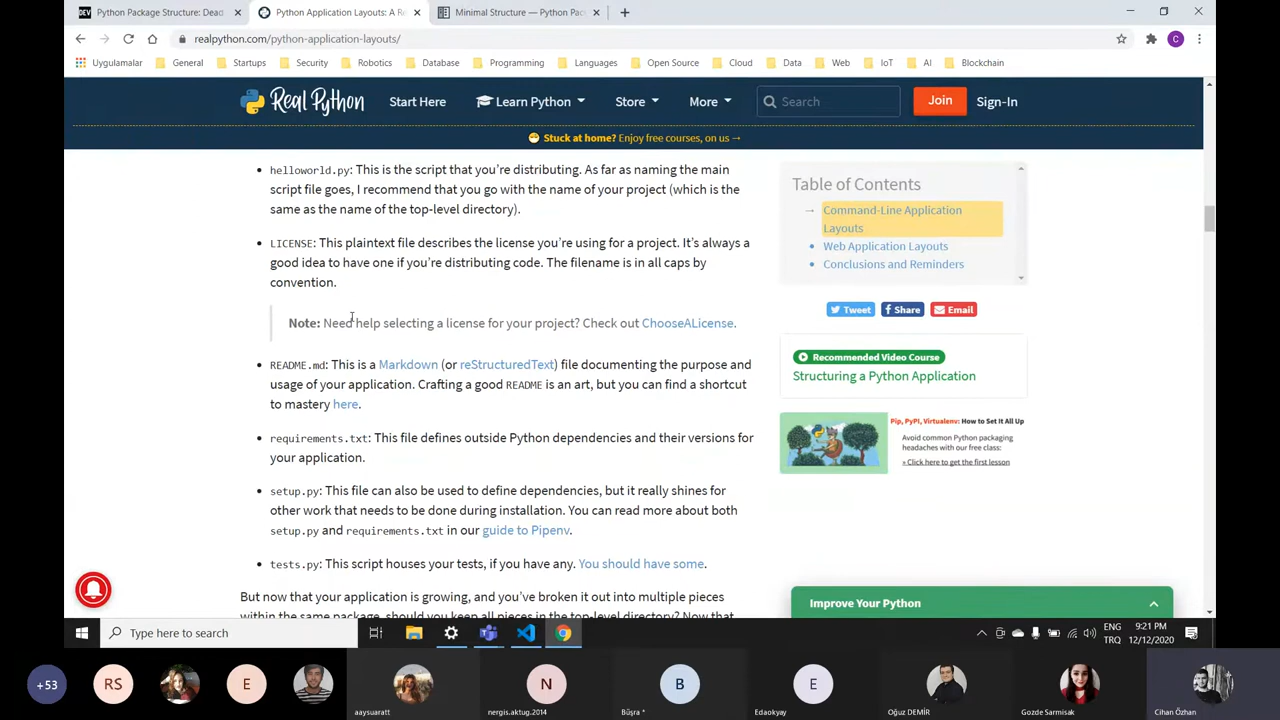 DEV Python Package Structure: Dead
Python Application Layouts: A R
Minimal Structure — Python Pac
realpython.com/python-application-layouts/
C
Uygulamalar General Startups Security Robotics Database Programming Languages Open Source Cloud Data Web IoT AI Blockchain
Real Python
Start Here Learn Python Store More Search Join Sign-In
Stuck at home? Enjoy free courses, on us →
helloworld.py: This is the script that you're distributing. As far as naming the main
script file goes, I recommend that you go with the name of your project (which is the
same as the name of the top-level directory).
LICENSE: This plaintext file describes the license you're using for a project. It's always a
good idea to have one if you're distributing code. The filename is in all caps by
convention.
Note: Need help selecting a license for your project? Check out ChooseALicense.
README.md: This is a Markdown (or reStructuredText) file documenting the purpose and
usage of your application. Crafting a good README is an art, but you can find a shortcut
to mastery here.
requirements.txt: This file defines outside Python dependencies and their versions for
your application.
setup.py: This file can also be used to define dependencies, but it really shines for
other work that needs to be done during installation. You can read more about both
setup.py and requirements.txt in our guide to Pipenv.
tests.py: This script houses your tests, if you have any. You should have some.
But now that your application is growing, and you've broken it out into multiple pieces
within the same package, should you keep all pieces in the top-level directory? Now that
Table of Contents
→ Command-Line Application
Layouts
Web Application Layouts
Conclusions and Reminders
Tweet Share Email
Recommended Video Course
Structuring a Python Application
Pip, PyPI, Virtualenv: How to Set It All Up
Avoid common Python packaging
headaches with our free class:
» Click here to get the first lesson
Improve Your Python
Type here to search
ENG
TRQ
9:21 PM
12/12/2020
+53
RS
E
N
B
E
aaysuaratt
nergis.aktug.2014
Büşra *
Edaokyay
Oğuz DEMİR
Gozde Sarmisak
Cihan Özhan